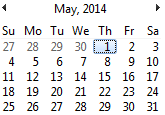 May, 2014
Su Mo Tu We Th Fr Sa
27 28 29 30 1 2 3
4 5 6 7 8 9 10
11 12 13 14 15 16 17
18 19 20 21 22 23 24
25 26 27 28 29 30 31